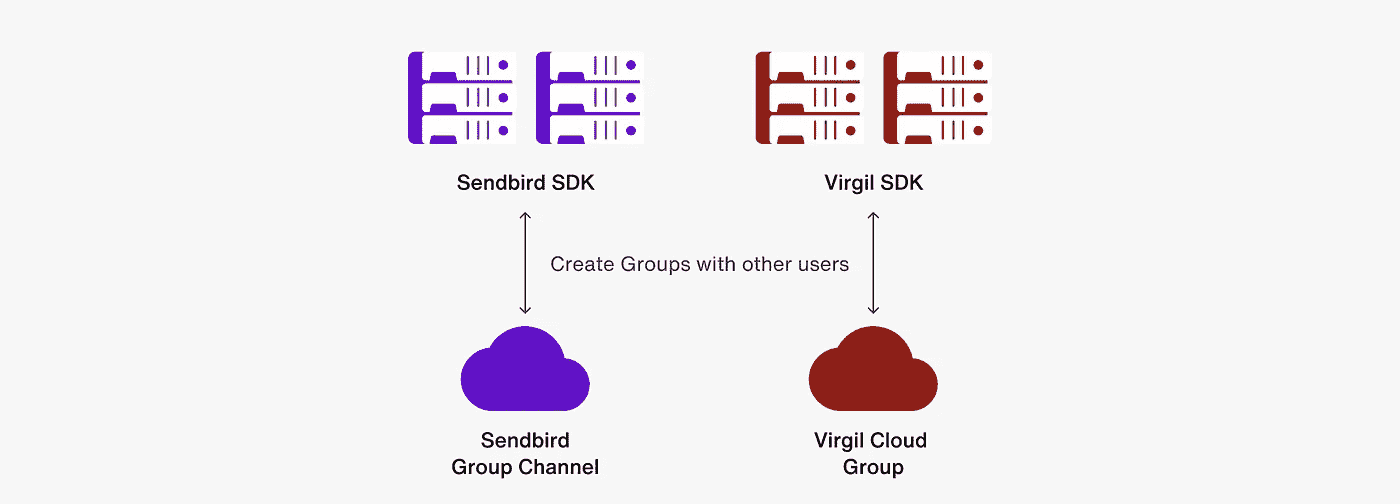 Sendbird SDK
Virgil SDK
Create Groups with other users
Sendbird
Group Channel
Virgil Cloud
Group